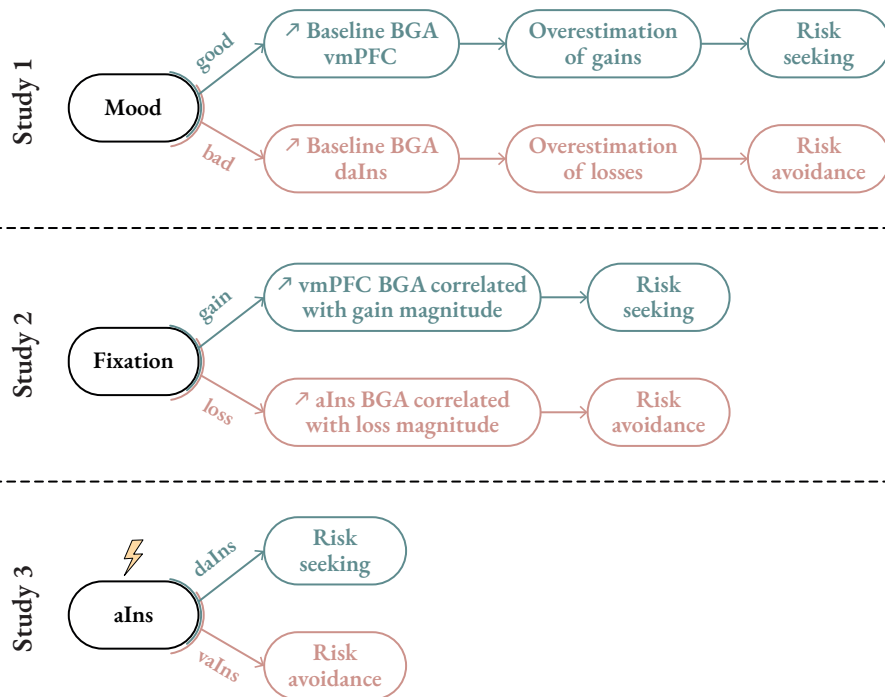 Study 1
Mood
good
↗ Baseline BGA
vmPFC
Overestimation
of gains
Risk
seeking
bad
↗ Baseline BGA
daIns
Overestimation
of losses
Risk
avoidance
Study 2
Fixation
gain
↗ vmPFC BGA correlated
with gain magnitude
Risk
seeking
loss
↗ aIns BGA correlated
with loss magnitude
Risk
avoidance
Study 3
aIns
daIns
Risk
seeking
vaIns
Risk
avoidance